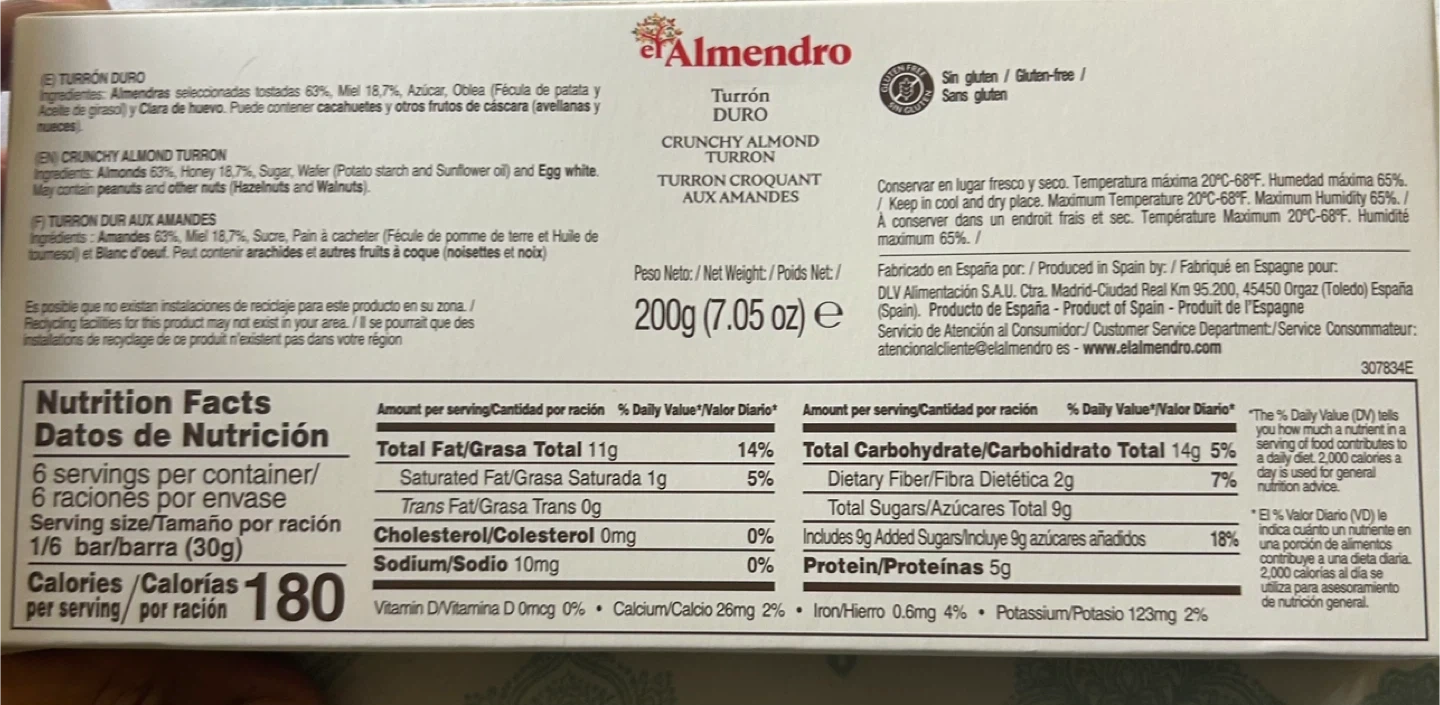 el Almendro
Turrón
DURO
CRUNCHY ALMOND
TURRON
TURRON CROQUANT
AUX AMANDES
Peso Neto: / Net Weight: / Poids Net: /
200g (7.05 oz) e
(E) TURRÓN DURO
Ingredientes: Almendras seleccionadas tostadas 63%, Miel 18,7%, Azúcar, Oblea (Fécula de patata y
Aceite de girasol) y Clara de huevo. Puede contener cacahuetes y otros frutos de cáscara (avellanas y
nueces).
(EN) CRUNCHY ALMOND TURRON
Ingredients: Almonds 63%, Honey 18,7%, Sugar, Wafer (Potato starch and Sunflower oil) and Egg white.
May contain peanuts and other nuts (Hazelnuts and Walnuts).
(F) TURRON DUR AUX AMANDES
Ingrédients : Amandes 63%, Miel 18,7%, Sucre, Pain à cacheter (Fécule de pomme de terre et Huile de
tournesol) et Blanc d'oeuf. Peut contenir arachides et autres fruits à coque (noisettes et noix)
Es posible que no existan instalaciones de reciclaje para este producto en su zona. /
Recycling facilities for this product may not exist in your area. / Il se pourrait que des
installations de recyclage de ce produit n'existent pas dans votre région
GLUTEN FREE
SIN GLUTEN
Sin gluten / Gluten-free /
Sans gluten
Conservar en lugar fresco y seco. Temperatura máxima 20ºC-68ºF. Humedad máxima 65%.
/ Keep in cool and dry place. Maximum Temperature 20ºC-68ºF. Maximum Humidity 65%. /
À conserver dans un endroit frais et sec. Température Maximum 20ºC-68ºF. Humidité
maximum 65%. /
Fabricado en España por: / Produced in Spain by: / Fabriqué en Espagne pour:
DLV Alimentación S.A.U. Ctra. Madrid-Ciudad Real Km 95.200, 45450 Orgaz (Toledo) España
(Spain). Producto de España - Product of Spain - Produit de l'Espagne
Servicio de Atención al Consumidor:/ Customer Service Department:/Service Consommateur:
atencionalcliente@elalmendro es - www.elalmendro.com
307834E
Nutrition Facts
Datos de Nutrición
6 servings per container/
6 raciones por envase
Serving size/Tamaño por ración
1/6 bar/barra (30g)
Calories / Calorías 180
per serving/ por ración
Amount per serving/Cantidad por ración % Daily Value*/Valor Diario*
Total Fat/Grasa Total 11g 14%
Saturated Fat/Grasa Saturada 1g 5%
Trans Fat/Grasa Trans 0g
Cholesterol/Colesterol 0mg 0%
Sodium/Sodio 10mg 0%
Amount per serving/Cantidad por ración % Daily Value*/Valor Diario*
Total Carbohydrate/Carbohidrato Total 14g 5%
Dietary Fiber/Fibra Dietética 2g 7%
Total Sugars/Azúcares Total 9g
Includes 9g Added Sugars/Incluye 9g azúcares añadidos 18%
Protein/Proteínas 5g
Vitamin D/Vitamina D 0mcg 0% • Calcium/Calcio 26mg 2% • Iron/Hierro 0.6mg 4% • Potassium/Potasio 123mg 2%
*The % Daily Value (DV) tells
you how much a nutrient in a
serving of food contributes to
a daily diet. 2,000 calories a
day is used for general
nutrition advice.
* El % Valor Diario (VD) le
indica cuánto un nutriente en
una porción de alimentos
contribuye a una dieta diaria.
2,000 calorías al día se
utiliza para asesoramiento
de nutrición general.